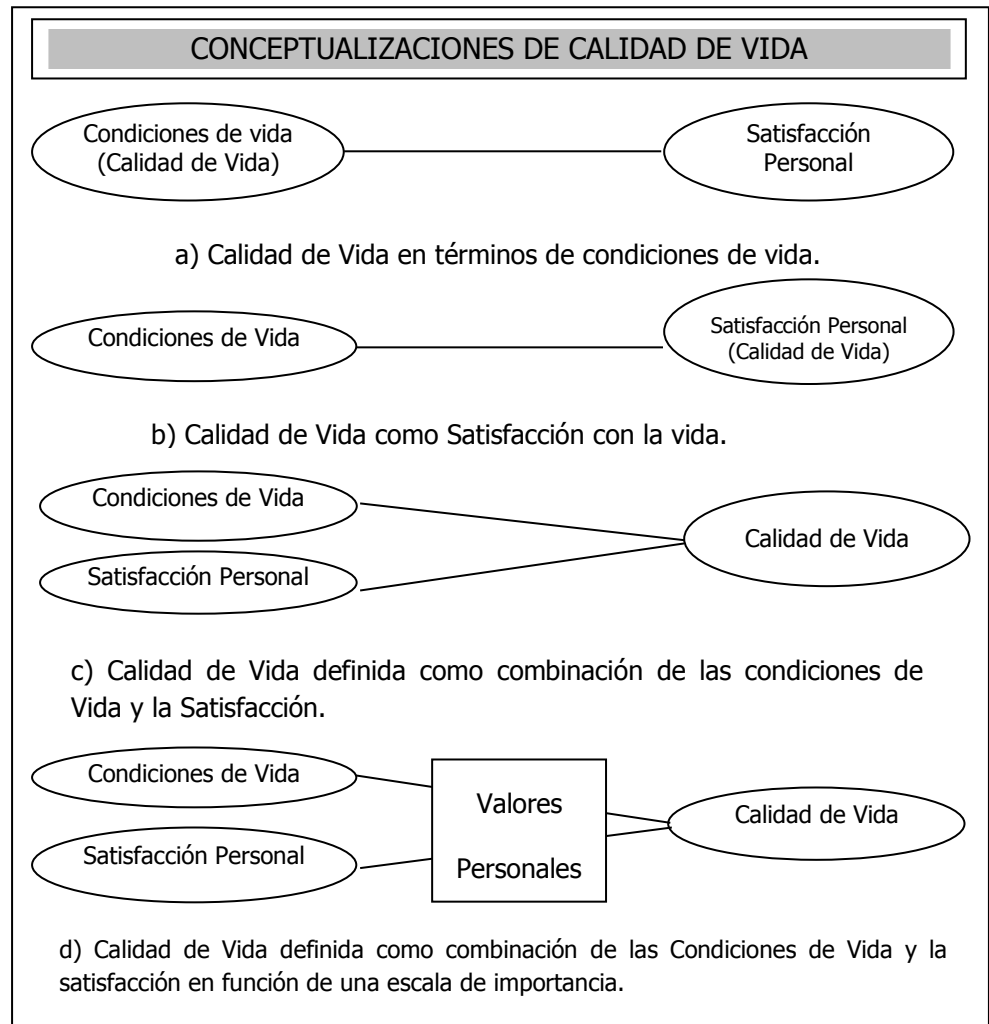 CONCEPTUALIZACIONES DE CALIDAD DE VIDA
Condiciones de vida
(Calidad de Vida)
Satisfacción
Personal
a) Calidad de Vida en términos de condiciones de vida.
Condiciones de Vida
Satisfacción Personal
(Calidad de Vida)
b) Calidad de Vida como Satisfacción con la vida.
Condiciones de Vida
Satisfacción Personal
Calidad de Vida
c) Calidad de Vida definida como combinación de las condiciones de
Vida y la Satisfacción.
Condiciones de Vida
Satisfacción Personal
Valores
Personales
Calidad de Vida
d) Calidad de Vida definida como combinación de las Condiciones de Vida y la
satisfacción en función de una escala de importancia.